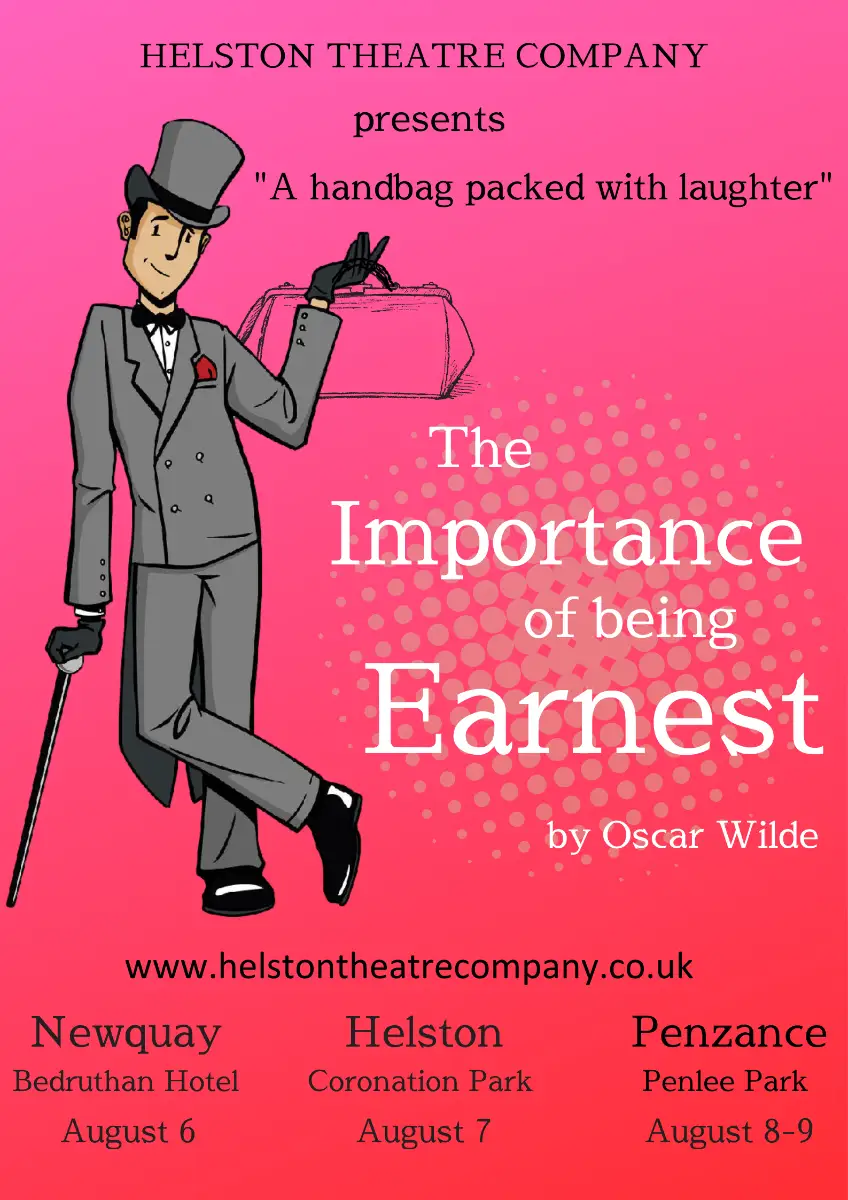 HELSTON THEATRE COMPANY
presents
"A handbag packed with laughter"
The
Importance
of being
Earnest
by Oscar Wilde
www.helstontheatrecompany.co.uk
Newquay
Bedruthan Hotel
August 6
Helston
Coronation Park
August 7
Penzance
Penlee Park
August 8-9